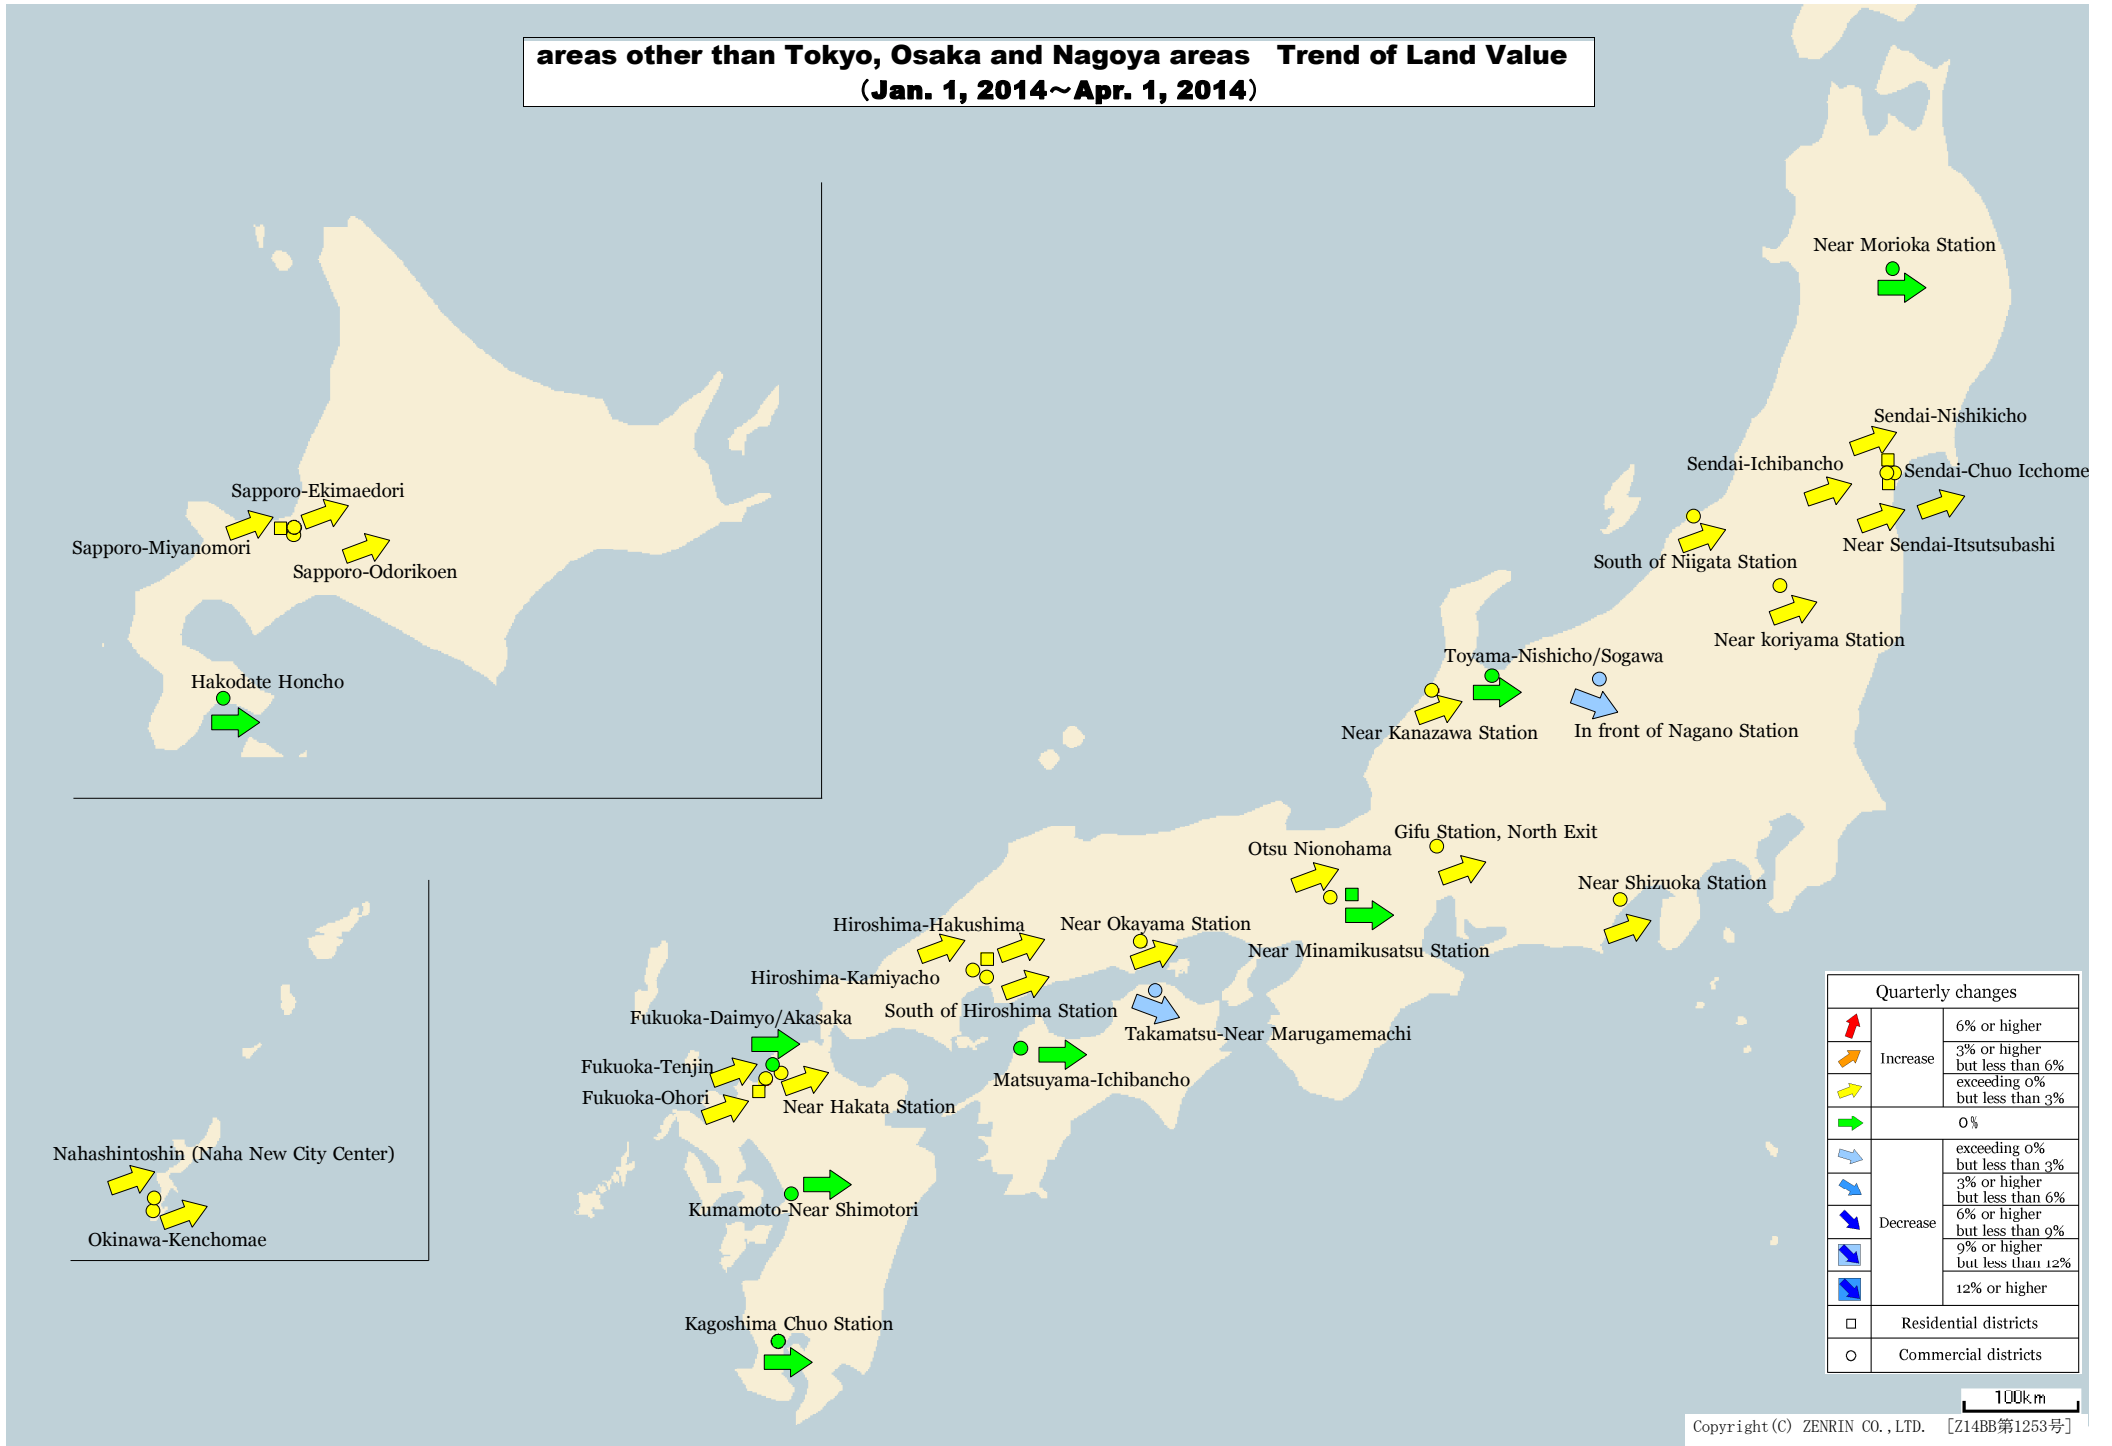 areas other than Tokyo, Osaka and Nagoya areas   Trend of Land Value
（Jan. 1, 2014～Apr. 1, 2014）
Near Morioka Station
Sendai-Nishikicho
Sendai-Ichibancho
Sendai-Chuo Icchome
Near Sendai-Itsutsubashi
South of Niigata Station
Near koriyama Station
Sapporo-Ekimaedori
Sapporo-Miyanomori
Sapporo-Odorikoen
Hakodate Honcho
Toyama-Nishicho/Sogawa
Near Kanazawa Station
In front of Nagano Station
Gifu Station, North Exit
Otsu Nionohama
Near Shizuoka Station
Near Minamikusatsu Station
Hiroshima-Hakushima
Near Okayama Station
Hiroshima-Kamiyacho
South of Hiroshima Station
Takamatsu-Near Marugamemachi
Matsuyama-Ichibancho
Fukuoka-Daimyo/Akasaka
Fukuoka-Tenjin
Fukuoka-Ohori
Near Hakata Station
Kumamoto-Near Shimotori
Kagoshima Chuo Station
Nahashintoshin (Naha New City Center)
Okinawa-Kenchomae
Quarterly changes
Increase
6% or higher
3% or higher
but less than 6%
exceeding 0%
but less than 3%
0%
Decrease
exceeding 0%
but less than 3%
3% or higher
but less than 6%
6% or higher
but less than 9%
9% or higher
but less than 12%
12% or higher
Residential districts
Commercial districts
100km
Copyright(C) ZENRIN CO.,LTD. ［Z14BB第1253号］